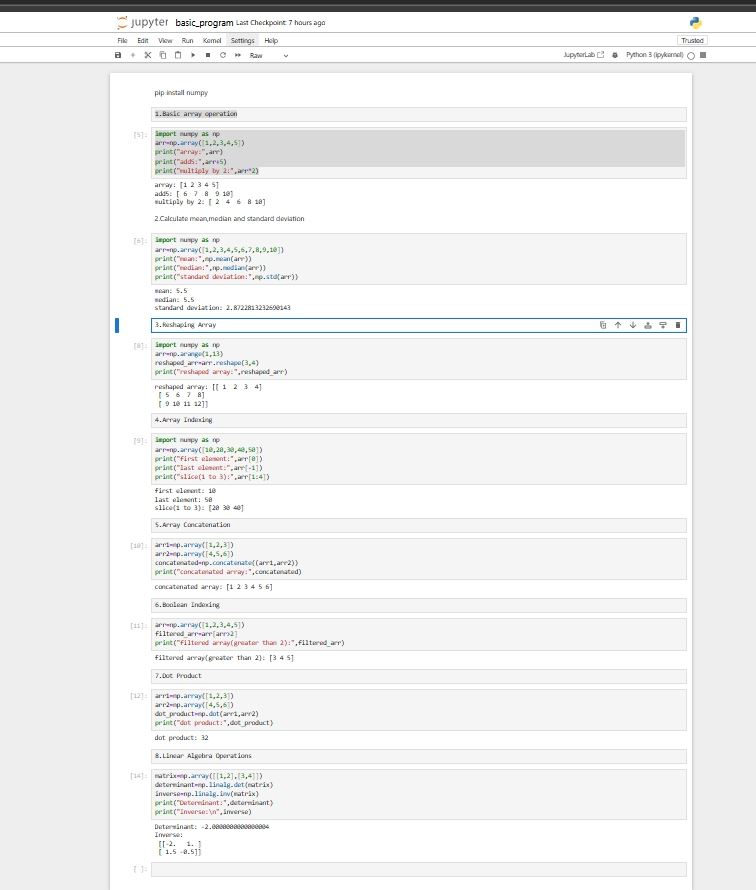 jupyter basic_program Last Checkpoint: 7 hours ago
File Edit View Run Kernel Settings Help
Trusted
Raw
JupyterLab
Python 3 (ipykernel)
pip install numpy
1.Basic array operation
[5]:
import numpy as np
arr=np.array([1,2,3,4,5])
print("array:",arr)
print("add5:",arr+5)
print("multiply by 2:",arr*2)
array: [1 2 3 4 5]
add5: [ 6  7  8  9 10]
multiply by 2: [ 2  4  6  8 10]
2.Calculate mean,median and standard deviation
[6]:
import numpy as np
arr=np.array([1,2,3,4,5,6,7,8,9,10])
print("mean:",np.mean(arr))
print("median:",np.median(arr))
print("standard deviation:",np.std(arr))
mean: 5.5
median: 5.5
standard deviation: 2.8722813232690143
3.Reshaping Array
[8]:
import numpy as np
arr=np.arange(1,13)
reshaped_arr=arr.reshape(3,4)
print("reshaped array:",reshaped_arr)
reshaped array: [[ 1  2  3  4]
[ 5  6  7  8]
[ 9 10 11 12]]
4.Array Indexing
[9]:
import numpy as np
arr=np.array([10,20,30,40,50])
print("first element:",arr[0])
print("last element:",arr[-1])
print("slice(1 to 3):",arr[1:4])
first element: 10
last element: 50
slice(1 to 3): [20 30 40]
5.Array Concatenation
[10]:
arr1=np.array([1,2,3])
arr2=np.array([4,5,6])
concatenated=np.concatenate((arr1,arr2))
print("concatenated array:",concatenated)
concatenated array: [1 2 3 4 5 6]
6.Boolean Indexing
[11]:
arr=np.array([1,2,3,4,5])
filtered_arr=arr[arr>2]
print("filtered array(greater than 2):",filtered_arr)
filtered array(greater than 2): [3 4 5]
7.Dot Product
[12]:
arr1=np.array([1,2,3])
arr2=np.array([4,5,6])
dot_product=np.dot(arr1,arr2)
print("dot product:",dot_product)
dot product: 32
8.Linear Algebra Operations
[14]:
matrix=np.array([[1,2],[3,4]])
determinant=np.linalg.det(matrix)
inverse=np.linalg.inv(matrix)
print("Determinant:",determinant)
print("Inverse:\n",inverse)
Determinant: -2.0000000000000004
Inverse:
[[-2.   1. ]
[ 1.5 -0.5]]
[ ]: